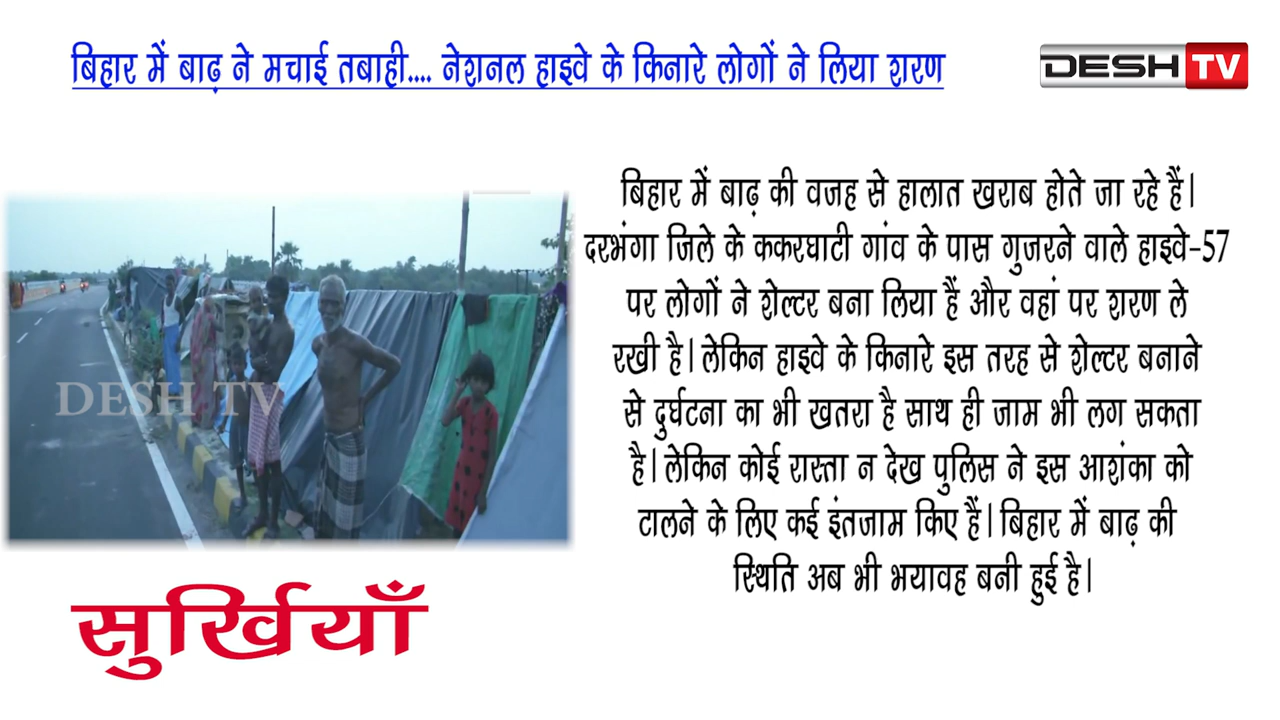 बिहार में बाढ़ ने मचाई तबाही.... नेशनल हाइवे के किनारे लोगों ने लिया शरण
DESH TV
बिहार में बाढ़ की वजह से हालात खराब होते जा रहे हैं।
दरभंगा जिले के ककरघाटी गांव के पास गुजरने वाले हाइवे-57
पर लोगों ने शेल्टर बना लिया हैं और वहां पर शरण ले
रखी है। लेकिन हाइवे के किनारे इस तरह से शेल्टर बनाने
से दुर्घटना का भी खतरा है साथ ही जाम भी लग सकता
है। लेकिन कोई रास्ता न देख पुलिस ने इस आशंका को
टालने के लिए कई इंतजाम किए हैं। बिहार में बाढ़ की
स्थिति अब भी भयावह बनी हुई है।
DESH TV
सुर्खियाँ